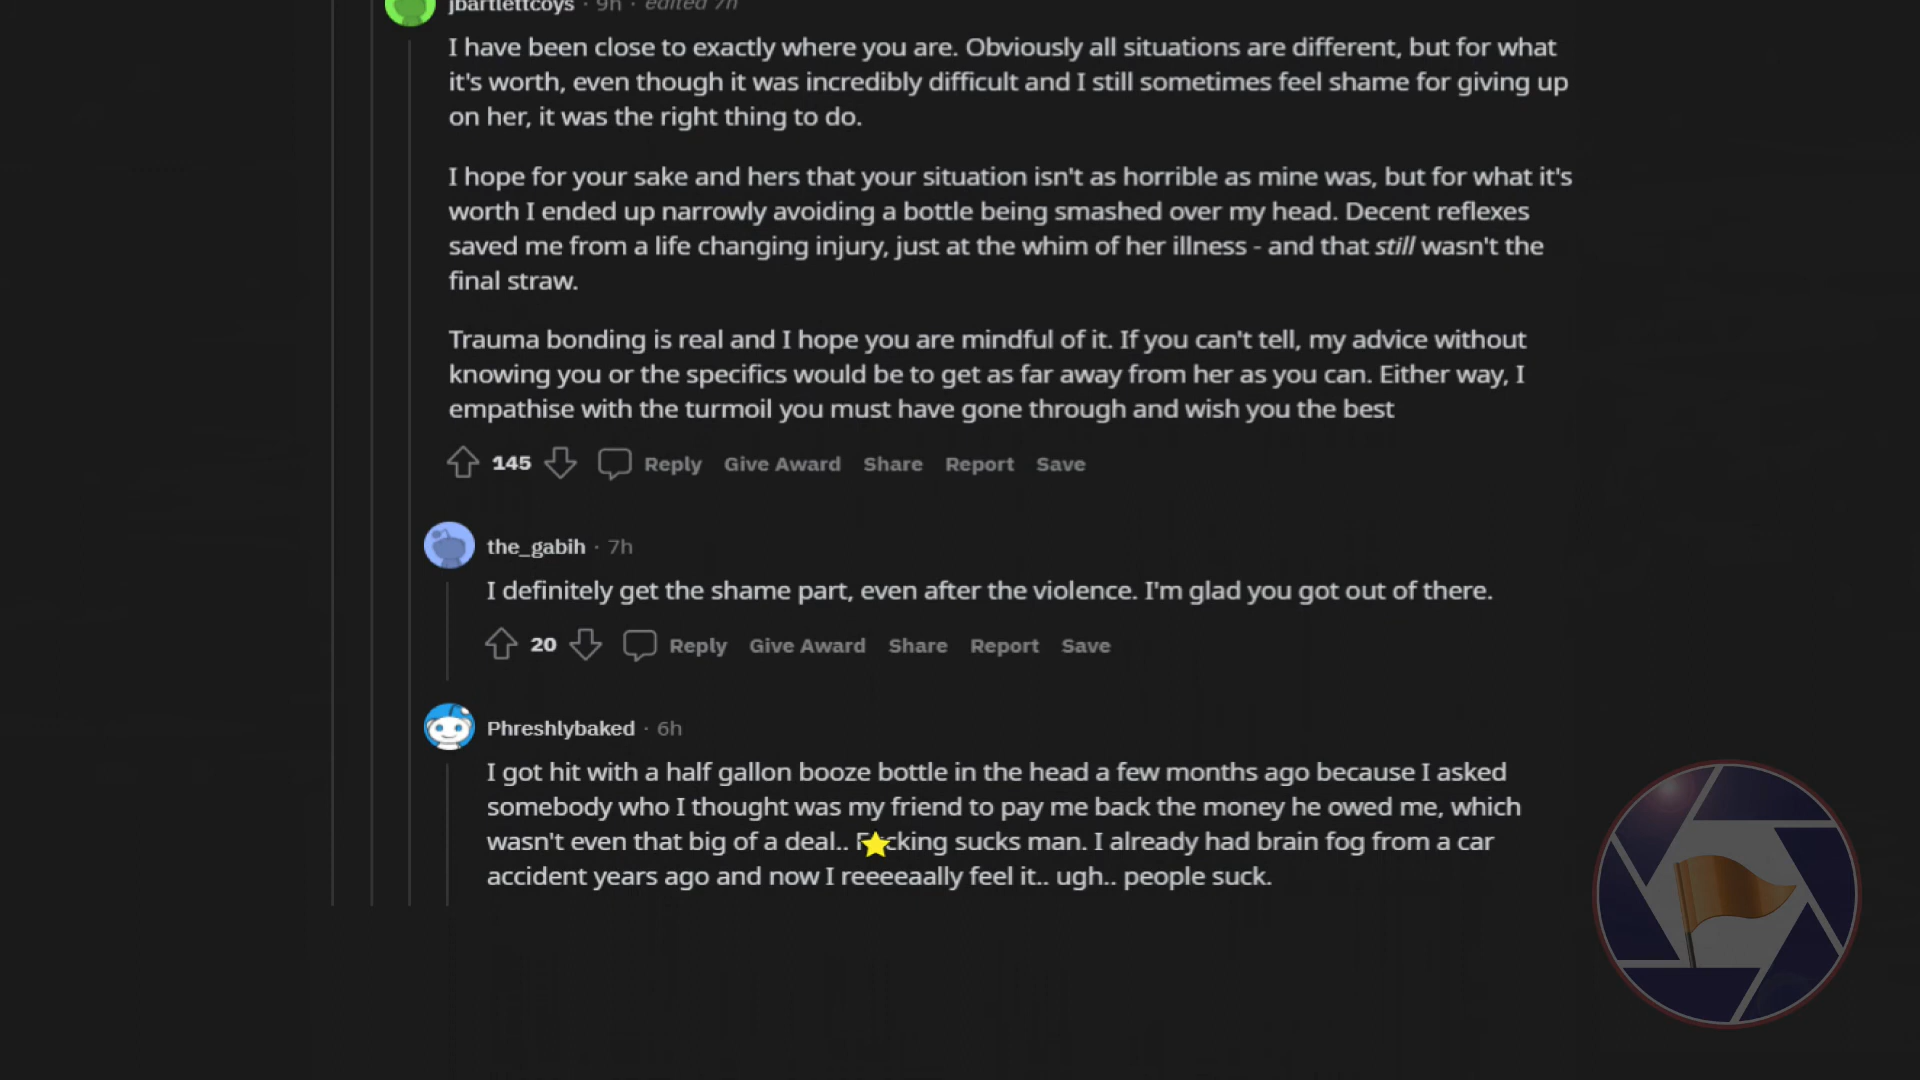 jbartlettcoys · 9h · edited 7h
I have been close to exactly where you are. Obviously all situations are different, but for what
it's worth, even though it was incredibly difficult and I still sometimes feel shame for giving up
on her, it was the right thing to do.
I hope for your sake and hers that your situation isn't as horrible as mine was, but for what it's
worth I ended up narrowly avoiding a bottle being smashed over my head. Decent reflexes
saved me from a life changing injury, just at the whim of her illness - and that still wasn't the
final straw.
Trauma bonding is real and I hope you are mindful of it. If you can't tell, my advice without
knowing you or the specifics would be to get as far away from her as you can. Either way, I
empathise with the turmoil you must have gone through and wish you the best
145 Reply Give Award Share Report Save
the_gabih · 7h
I definitely get the shame part, even after the violence. I'm glad you got out of there.
20 Reply Give Award Share Report Save
Phreshlybaked · 6h
I got hit with a half gallon booze bottle in the head a few months ago because I asked
somebody who I thought was my friend to pay me back the money he owed me, which
wasn't even that big of a deal.. F⭐cking sucks man. I already had brain fog from a car
accident years ago and now I reeeeaally feel it.. ugh.. people suck.